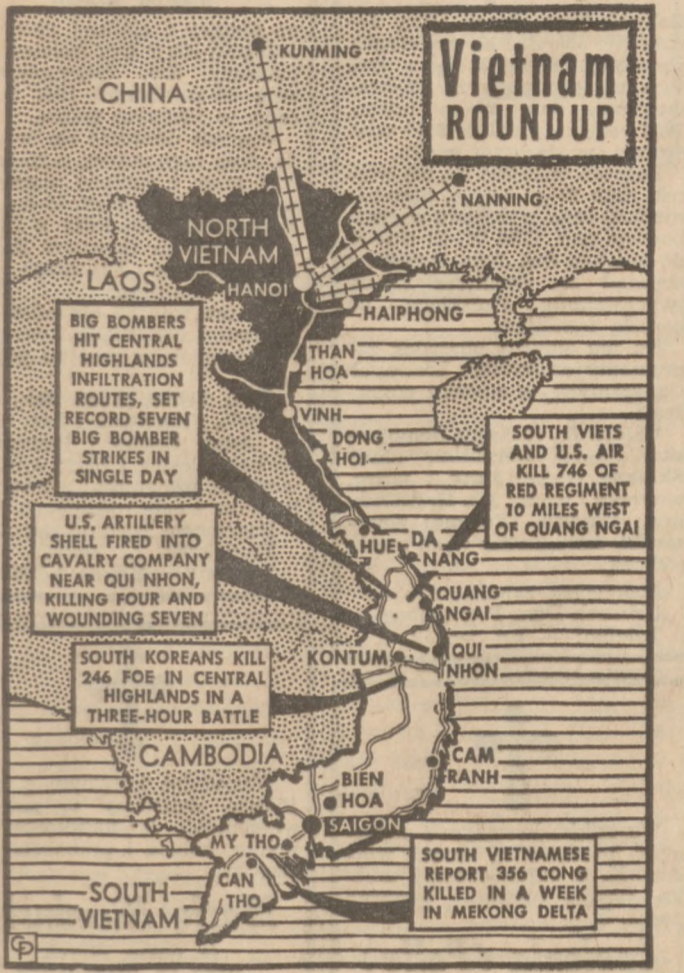 Vietnam
ROUNDUP
KUNMING
CHINA
NANNING
NORTH
VIETNAM
LAOS
HANOI
HAIPHONG
BIG BOMBERS
HIT CENTRAL
HIGHLANDS
INFILTRATION
ROUTES, SET
RECORD SEVEN
BIG BOMBER
STRIKES IN
SINGLE DAY
THAN
HOA
VINH
DONG
HOI
SOUTH VIETS
AND U.S. AIR
KILL 746 OF
RED REGIMENT
10 MILES WEST
OF QUANG NGAI
U.S. ARTILLERY
SHELL FIRED INTO
CAVALRY COMPANY
NEAR QUI NHON,
KILLING FOUR AND
WOUNDING SEVEN
HUE
DA
NANG
QUANG
NGAI
SOUTH KOREANS KILL
246 FOE IN CENTRAL
HIGHLANDS IN A
THREE-HOUR BATTLE
KONTUM
QUI
NHON
CAMBODIA
CAM
RANH
BIEN
HOA
SAIGON
MY THO
CAN
THO
SOUTH
VIETNAM
SOUTH VIETNAMESE
REPORT 356 CONG
KILLED IN A WEEK
IN MEKONG DELTA
CP